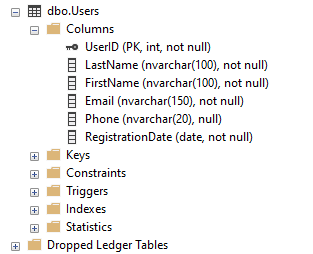 dbo.Users
Columns
UserID (PK, int, not null)
LastName (nvarchar(100), not null)
FirstName (nvarchar(100), not null)
Email (nvarchar(150), not null)
Phone (nvarchar(20), null)
RegistrationDate (date, not null)
Keys
Constraints
Triggers
Indexes
Statistics
Dropped Ledger Tables